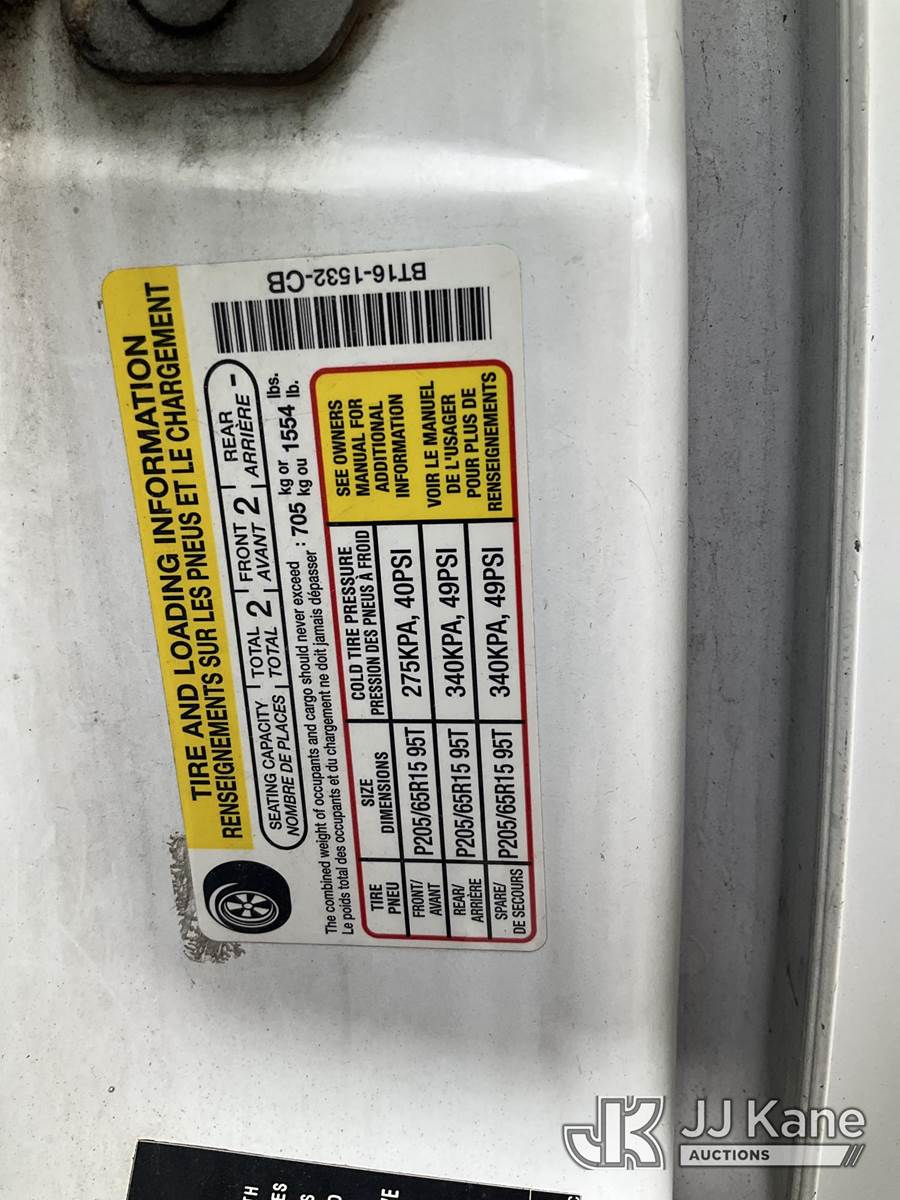 TIRE AND LOADING INFORMATION
RENSEIGNEMENTS SUR LES PNEUS ET LE CHARGEMENT
SEATING CAPACITY TOTAL 2 FRONT 2 REAR -
NOMBRE DE PLACES TOTAL AVANT ARRIÈRE
The combined weight of occupants and cargo should never exceed : 705 kg or 1554 lbs.
Le poids total des occupants et du chargement ne doit jamais dépasser kg ou lb.
TIRE SIZE COLD TIRE PRESSURE
PNEU DIMENSIONS PRESSION DES PNEUS À FROID
FRONT/ AVANT P205/65R15 95T 275KPA, 40PSI
REAR/ ARRIÈRE P205/65R15 95T 340KPA, 49PSI
SPARE/ DE SECOURS P205/65R15 95T 340KPA, 49PSI
SEE OWNERS
MANUAL FOR
ADDITIONAL
INFORMATION
VOIR LE MANUEL
DE L'USAGER
POUR PLUS DE
RENSEIGNEMENTS
BT16-1532-CB
JK JJ Kane
AUCTIONS